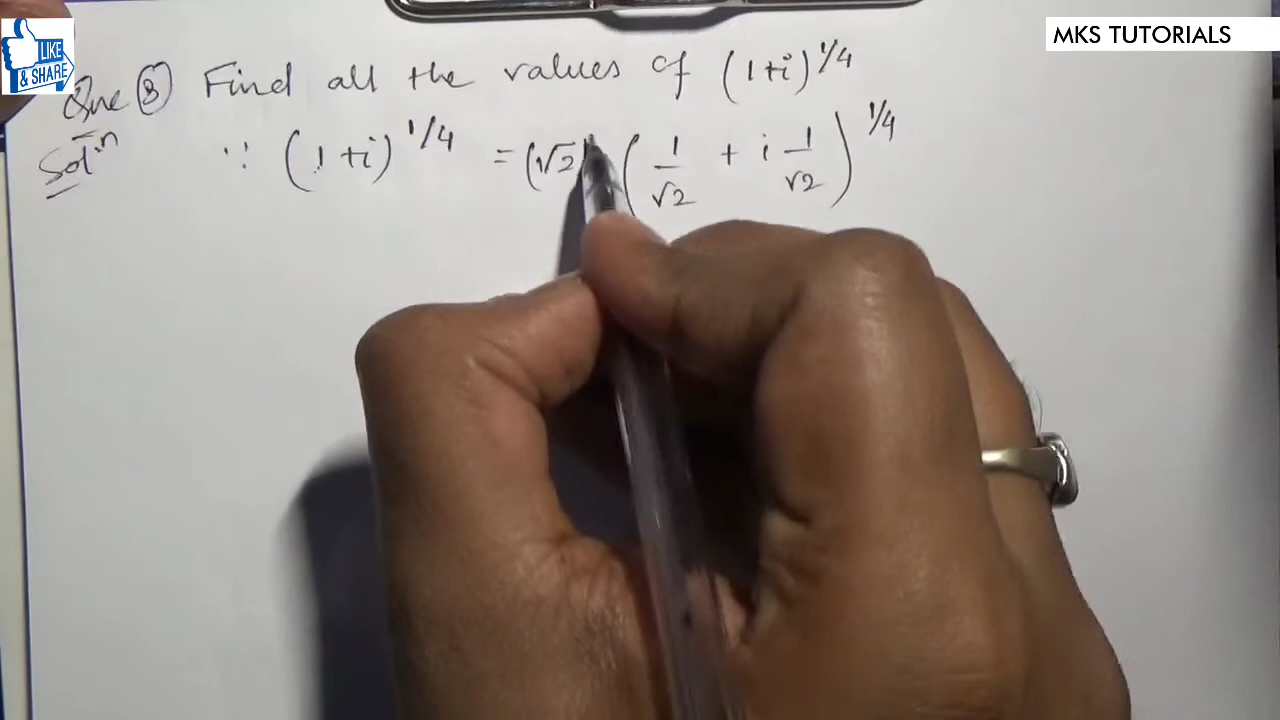 LIKE
& SHARE
MKS TUTORIALS
Que (3) Find all the values of (1+i)^1/4
Sol^n ∵ (1+i)^1/4 = (√2) (1/√2 + i 1/√2)^1/4